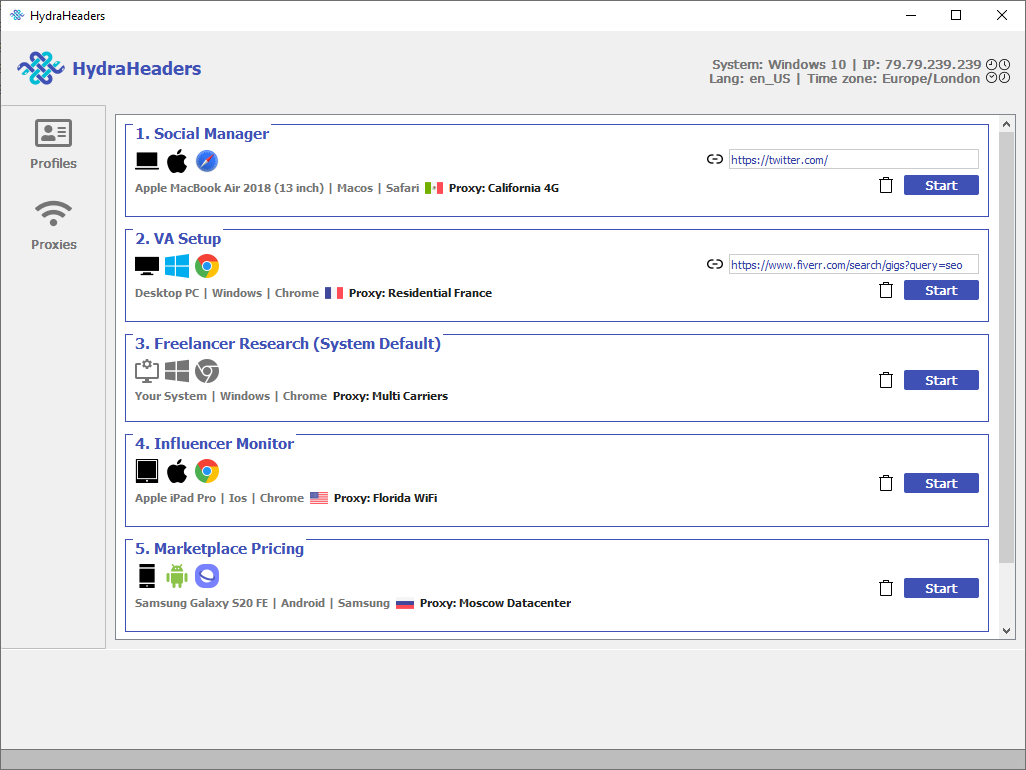 HydraHeaders
HydraHeaders
System: Windows 10 | IP: 79.79.239.239
Lang: en_US | Time zone: Europe/London
Profiles
Proxies
1. Social Manager
https://twitter.com/
Apple MacBook Air 2018 (13 inch) | Macos | Safari Proxy: California 4G
Start
2. VA Setup
https://www.fiverr.com/search/gigs?query=seo
Desktop PC | Windows | Chrome Proxy: Residential France
Start
3. Freelancer Research (System Default)
Start
Your System | Windows | Chrome Proxy: Multi Carriers
4. Influencer Monitor
Start
Apple iPad Pro | Ios | Chrome Proxy: Florida WiFi
5. Marketplace Pricing
Start
Samsung Galaxy S20 FE | Android | Samsung Proxy: Moscow Datacenter